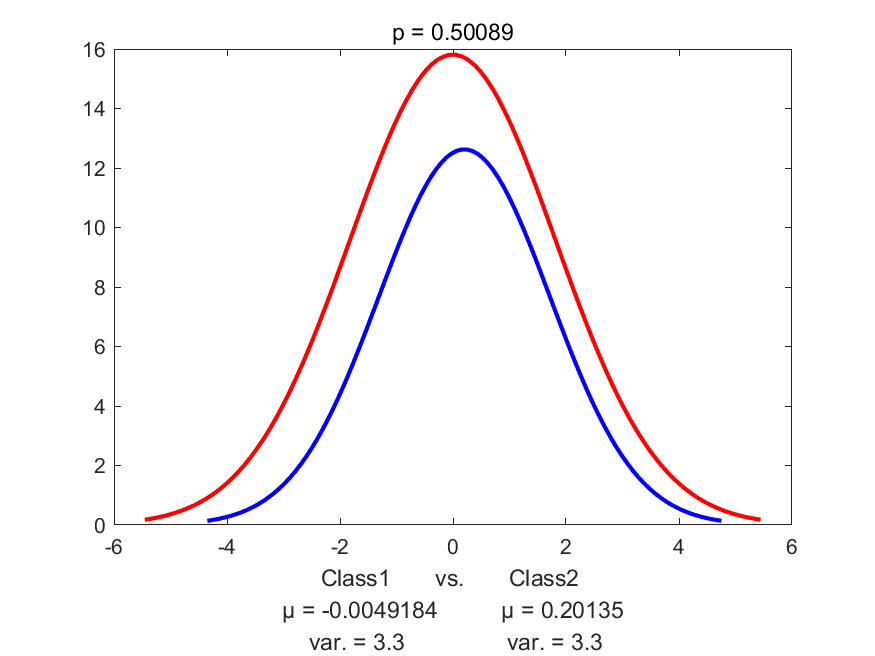 p = 0.50089
16
14
12
10
8
6
4
2
0
-6 -4 -2 0 2 4 6
Class1 vs. Class2
μ = -0.0049184 μ = 0.20135
var. = 3.3 var. = 3.3